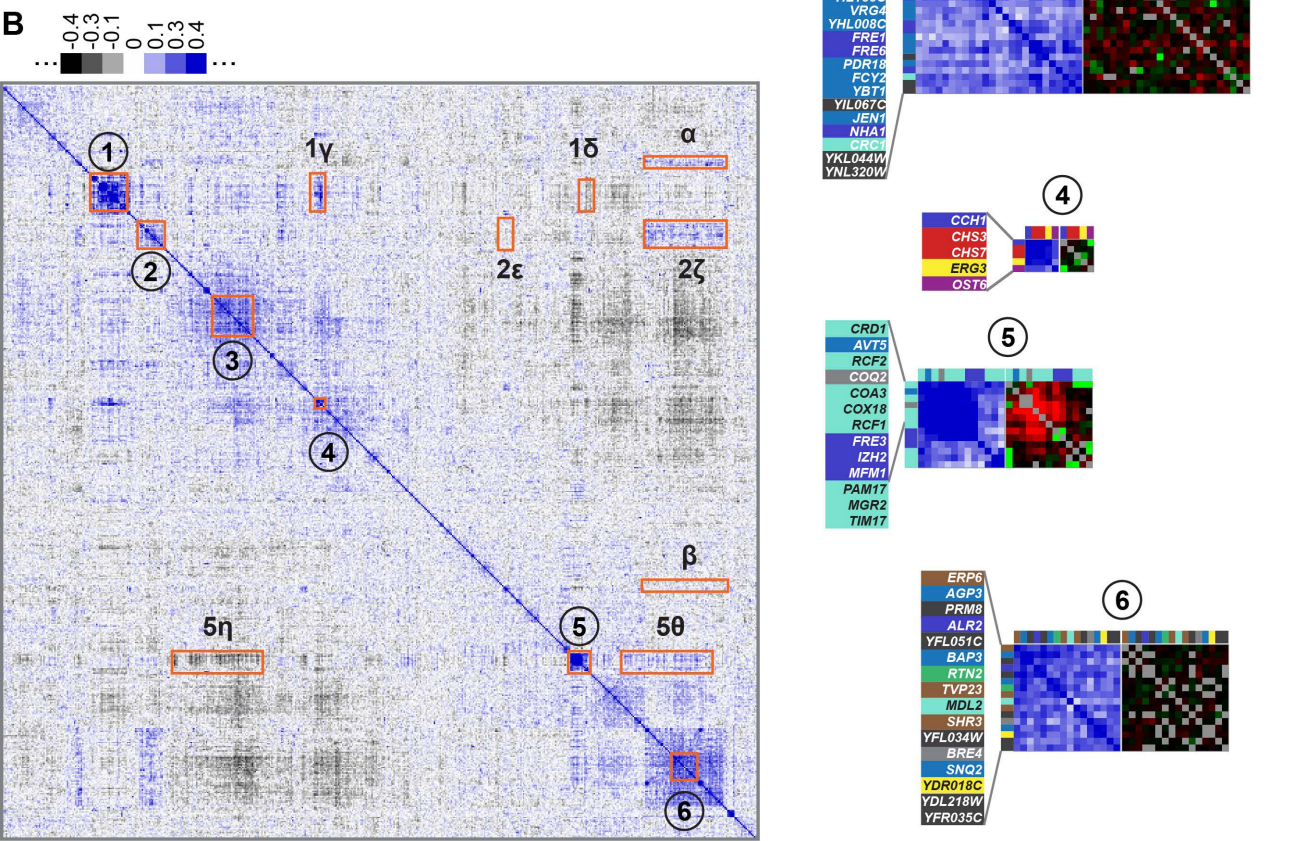 B
-0.4
-0.3
-0.1
0
0.1
0.3
0.4
... ...
1
1γ
1δ
α
2
2ε
2ζ
3
4
β
5η
5
5θ
6
VRG4
YHL008C
FRE1
FRE6
PDR18
FCY2
YBT1
YIL067C
JEN1
NHA1
CRC1
YKL044W
YNL320W
4
CCH1
CHS3
CHS7
ERG3
OST6
5
CRD1
AVT5
RCF2
COQ2
COA3
COX18
RCF1
FRE3
IZH2
MFM1
PAM17
MGR2
TIM17
6
ERP6
AGP3
PRM8
ALR2
YFL051C
BAP3
RTN2
TVP23
MDL2
SHR3
YFL034W
BRE4
SNQ2
YDR018C
YDL218W
YFR035C